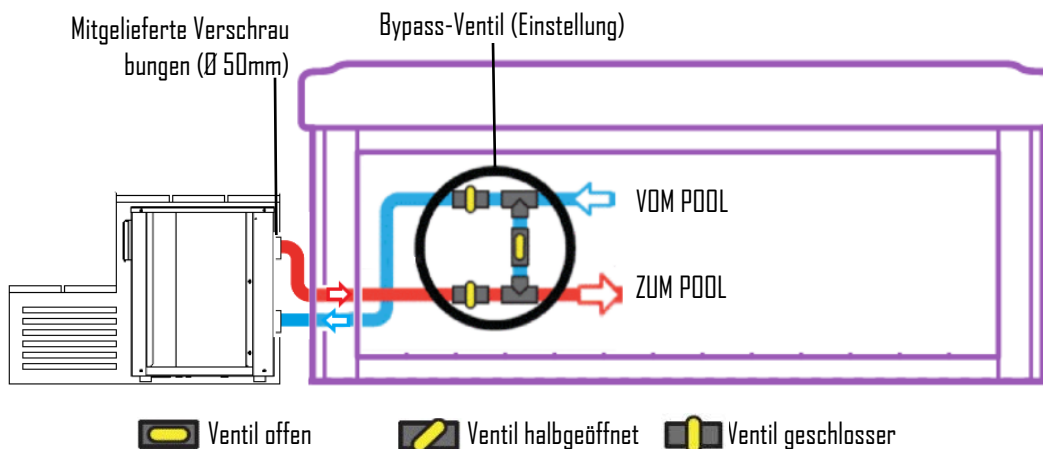 Mitgelieferte Verschrau
bungen (Ø 50mm)
Bypass-Ventil (Einstellung)
VOM POOL
ZUM POOL
Ventil offen
Ventil halbgeöffnet
Ventil geschlosser